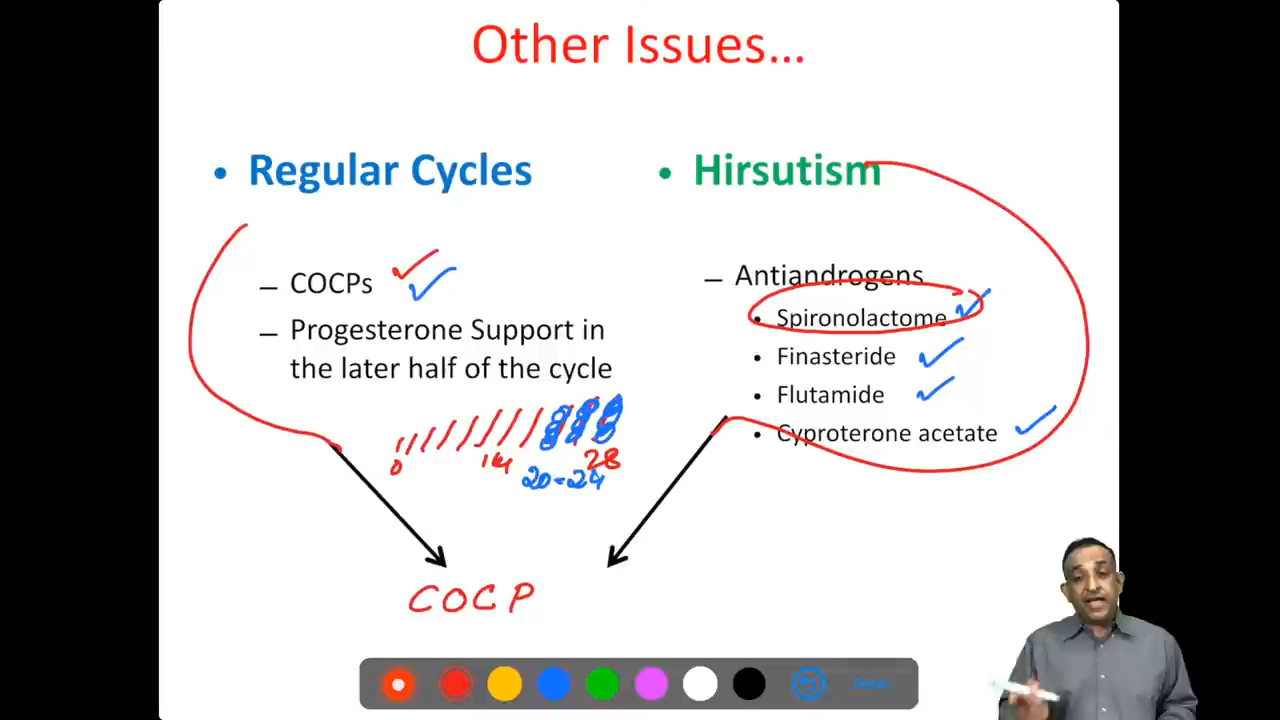 Other Issues...
• Regular Cycles
– COCPs
– Progesterone Support in
the later half of the cycle
0 14 28
20-24
• Hirsutism
– Antiandrogens
• Spironolactome
• Finasteride
• Flutamide
• Cyproterone acetate
COCP